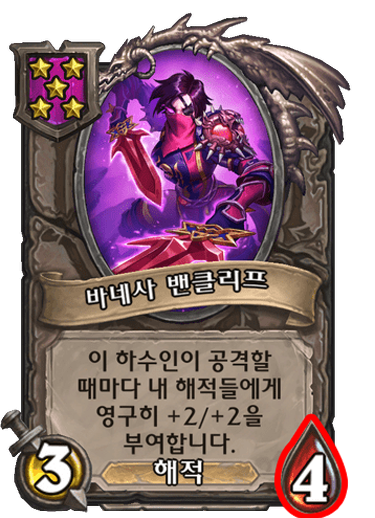 바네사 밴클리프
이 하수인이 공격할
때마다 내 해적들에게
영구히 +2/+2을
부여합니다.
해적
3
4